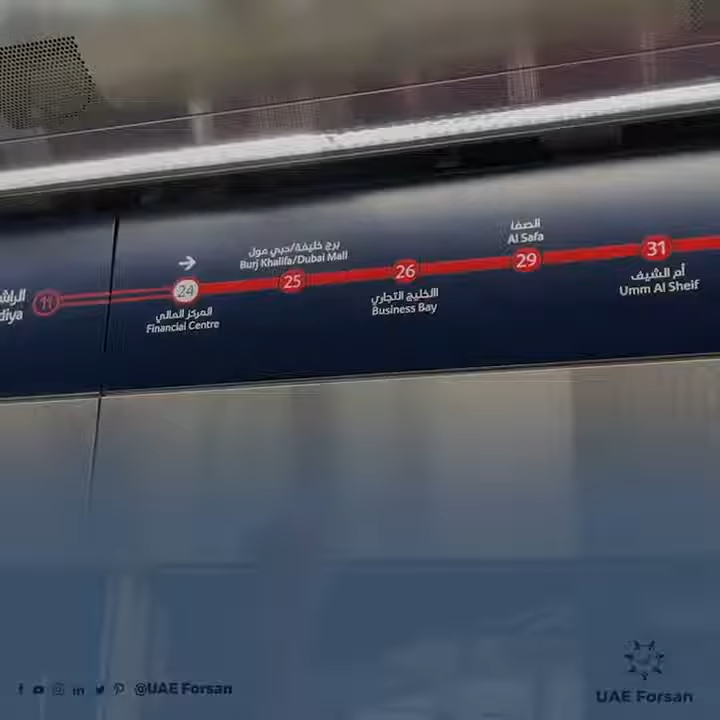 11
diya
→
24
المركز المالي
Financial Centre
برج خليفة/دبي مول
Burj Khalifa/Dubai Mall
25
26
الخليج التجاري
Business Bay
الصفا
Al Safa
29
31
أم الشيف
Umm Al Sheif
@UAE Forsan
UAE Forsan